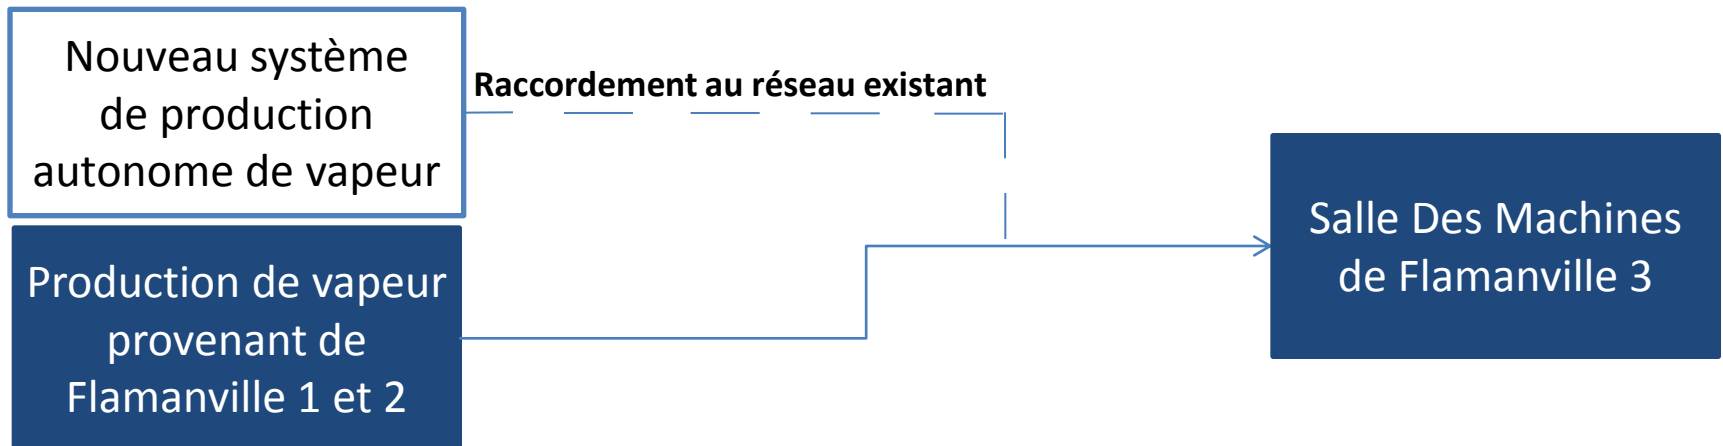 Nouveau système
de production
autonome de vapeur
Raccordement au réseau existant
Production de vapeur
provenant de
Flamanville 1 et 2
Salle Des Machines
de Flamanville 3